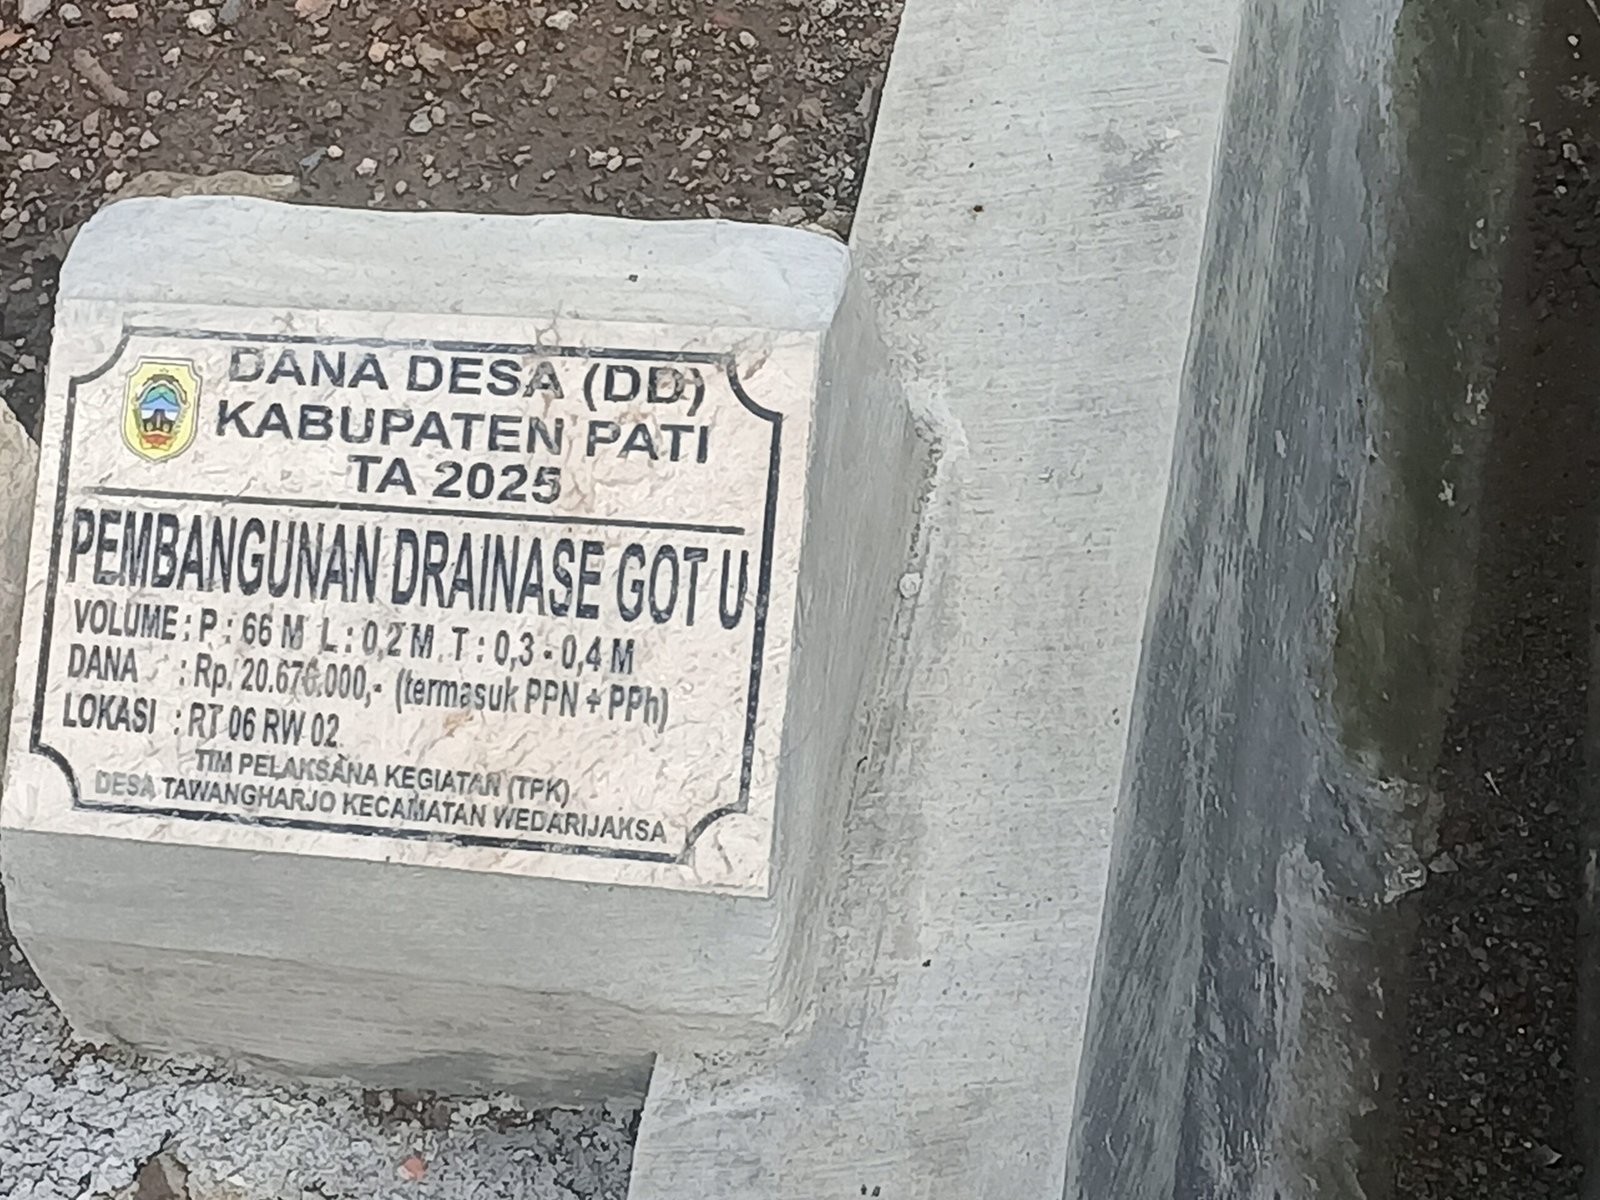 DANA DESA (DD)
KABUPATEN PATI
TA 2025
PEMBANGUNAN DRAINASE GOT U
VOLUME : P : 66 M L : 0,2 M T : 0,3 - 0,4 M
DANA : Rp. 20.676.000,- (termasuk PPN + PPh)
LOKASI : RT 06 RW 02
TIM PELAKSANA KEGIATAN (TPK)
DESA TAWANGHARJO KECAMATAN WEDARIJAKSA